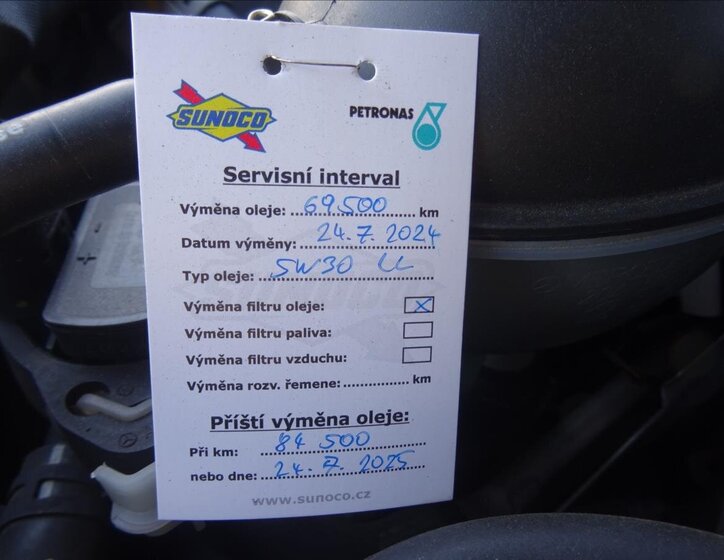 SUNOCO
PETRONAS
Servisní interval
Výměna oleje: 69500 km
Datum výměny: 24.7.2024
Typ oleje: 5W30 LL
Výměna filtru oleje: X
Výměna filtru paliva:
Výměna filtru vzduchu:
Výměna rozv. řemene: km
Příští výměna oleje:
Při km: 84 500
nebo dne: 24.7.2025
www.sunoco.cz